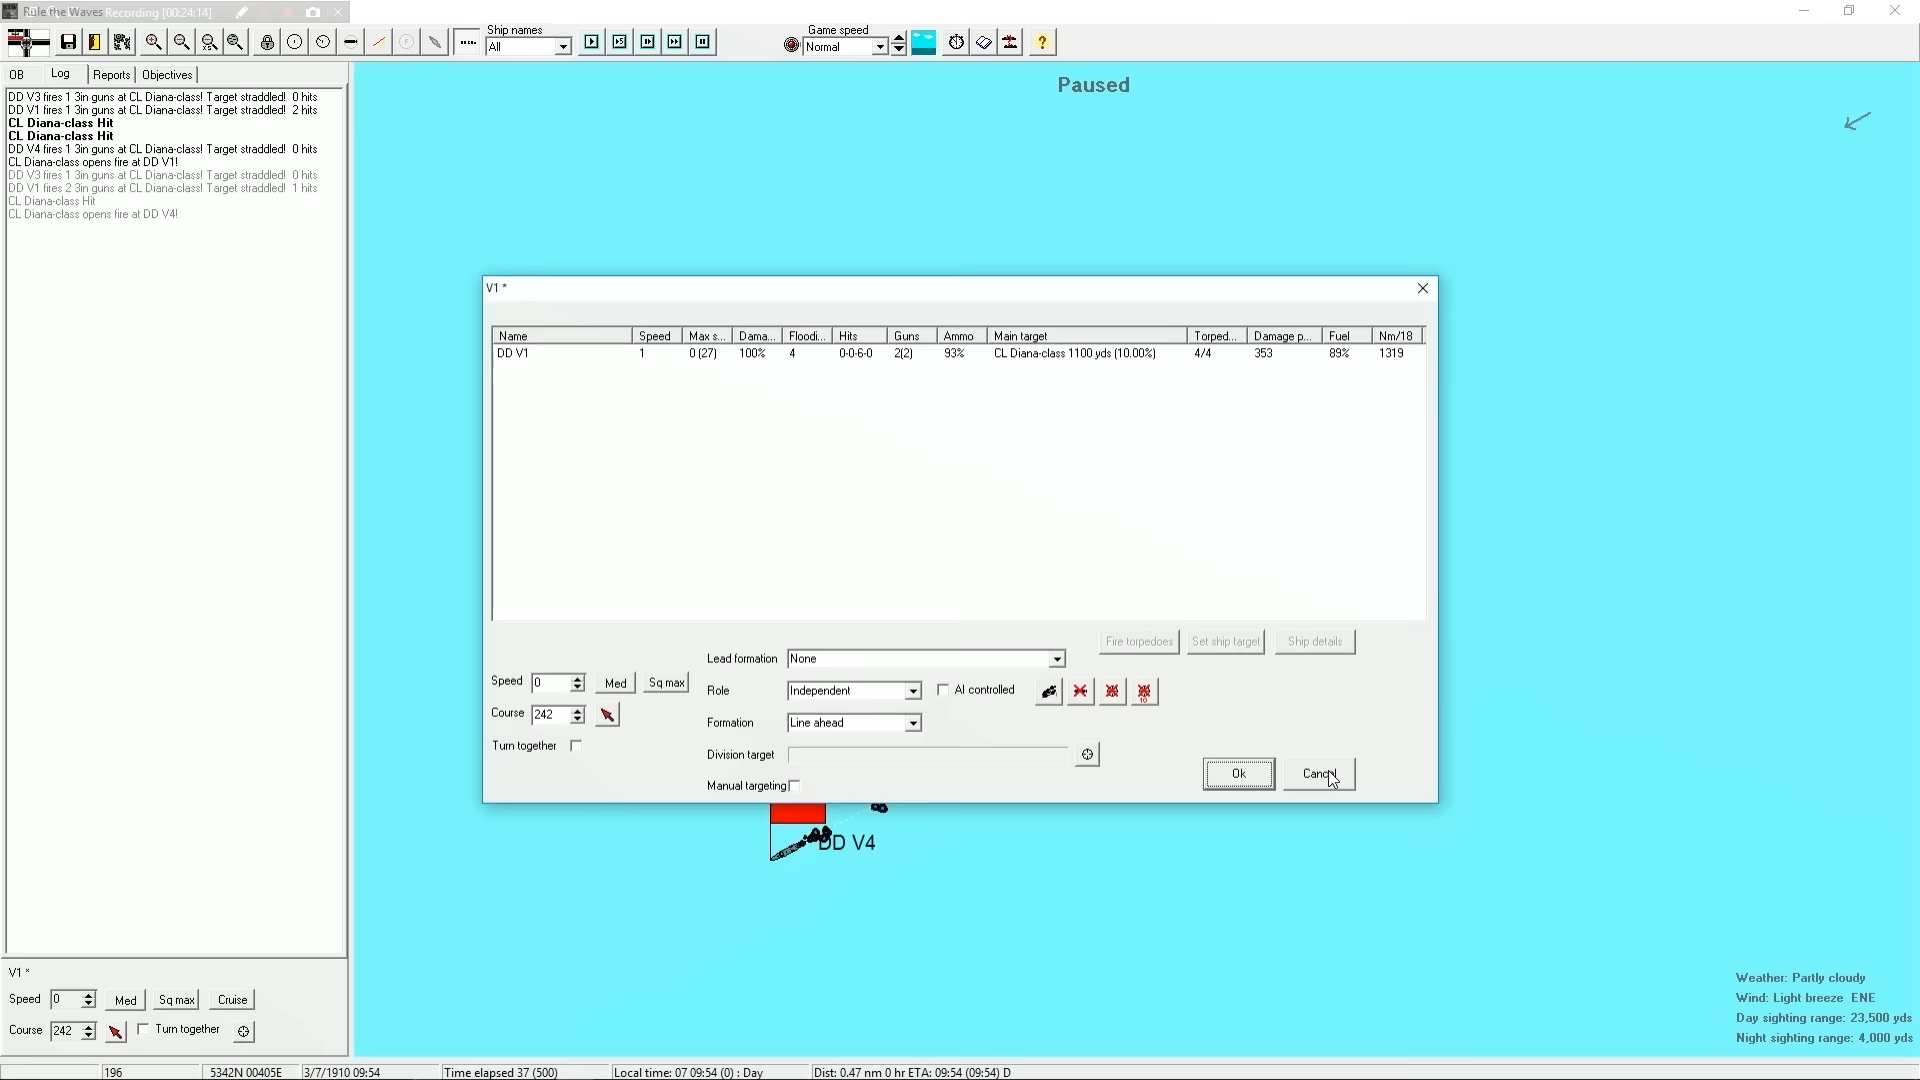 Rule the Waves Recording [00:24:14]
Ship names
All
Game speed
Normal
OB Log Reports Objectives
DD V3 fires 1 3in guns at CL Diana-class! Target straddled! 0 hits
DD V1 fires 1 3in guns at CL Diana-class! Target straddled! 2 hits
CL Diana-class Hit
CL Diana-class Hit
DD V4 fires 1 3in guns at CL Diana-class! Target straddled! 0 hits
CL Diana-class opens fire at DD V1!
DD V3 fires 1 3in guns at CL Diana-class! Target straddled! 0 hits
DD V1 fires 2 3in guns at CL Diana-class! Target straddled! 1 hits
CL Diana-class Hit
CL Diana-class opens fire at DD V4!
Paused
V1 *
Name Speed Max s... Dama... Floodi... Hits Guns Ammo Main target Torped... Damage p... Fuel Nm/18
DD V1 1 0 (27) 100% 4 0-0-6-0 2(2) 93% CL Diana-class 1100 yds (10.00%) 4/4 353 89% 1319
Fire torpedoes Set ship target Ship details
Lead formation None
Speed 0 Med Sq max
Role Independent AI controlled
10
Course 242
Formation Line ahead
Turn together
Division target
Manual targeting
Ok Cancel
DD V4
V1 *
Speed 0 Med Sq max Cruise
Course 242 Turn together
Weather: Partly cloudy
Wind: Light breeze ENE
Day sighting range: 23,500 yds
Night sighting range: 4,000 yds
196 5342N 00405E 3/7/1910 09:54 Time elapsed 37 (500) Local time: 07 09:54 (0) : Day Dist: 0.47 nm 0 hr ETA: 09:54 (09:54) D